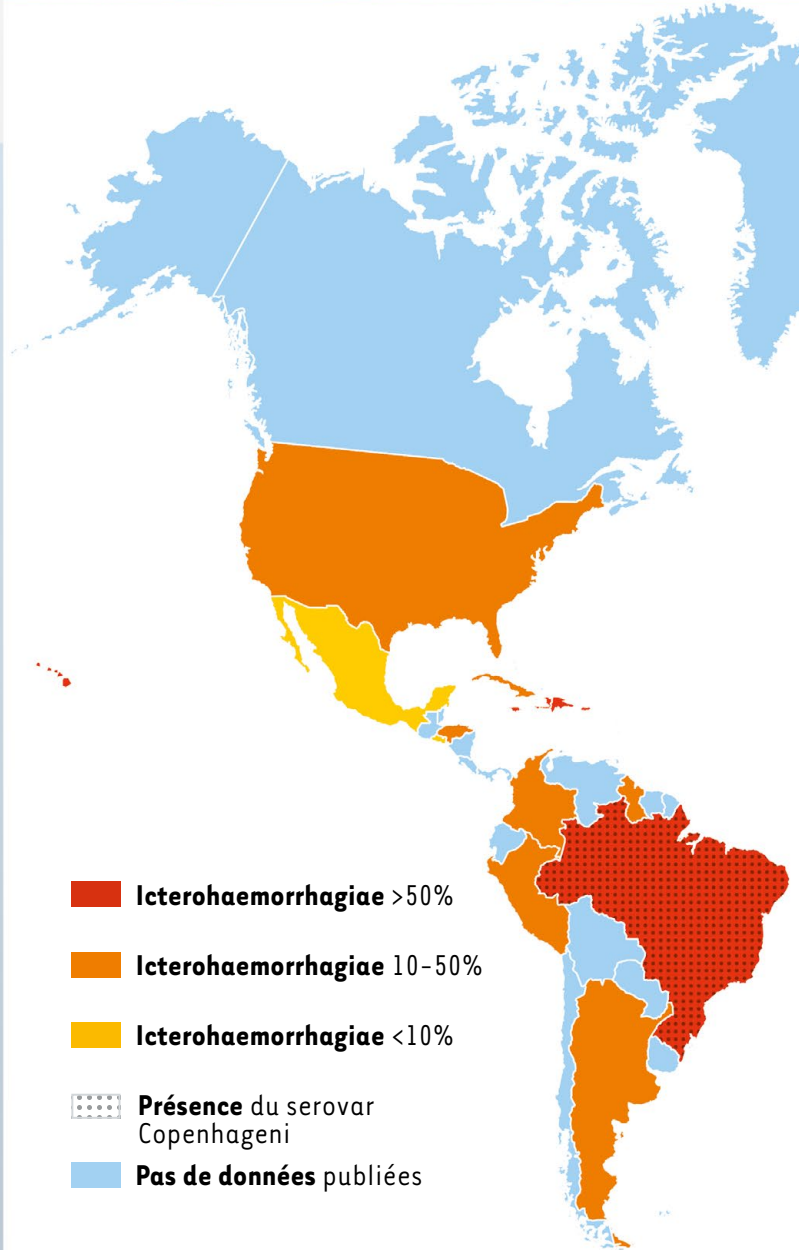 Icterohaemorrhagiae >50%
Icterohaemorrhagiae 10–50%
Icterohaemorrhagiae <10%
Présence du serovar
Copenhageni
Pas de données publiées